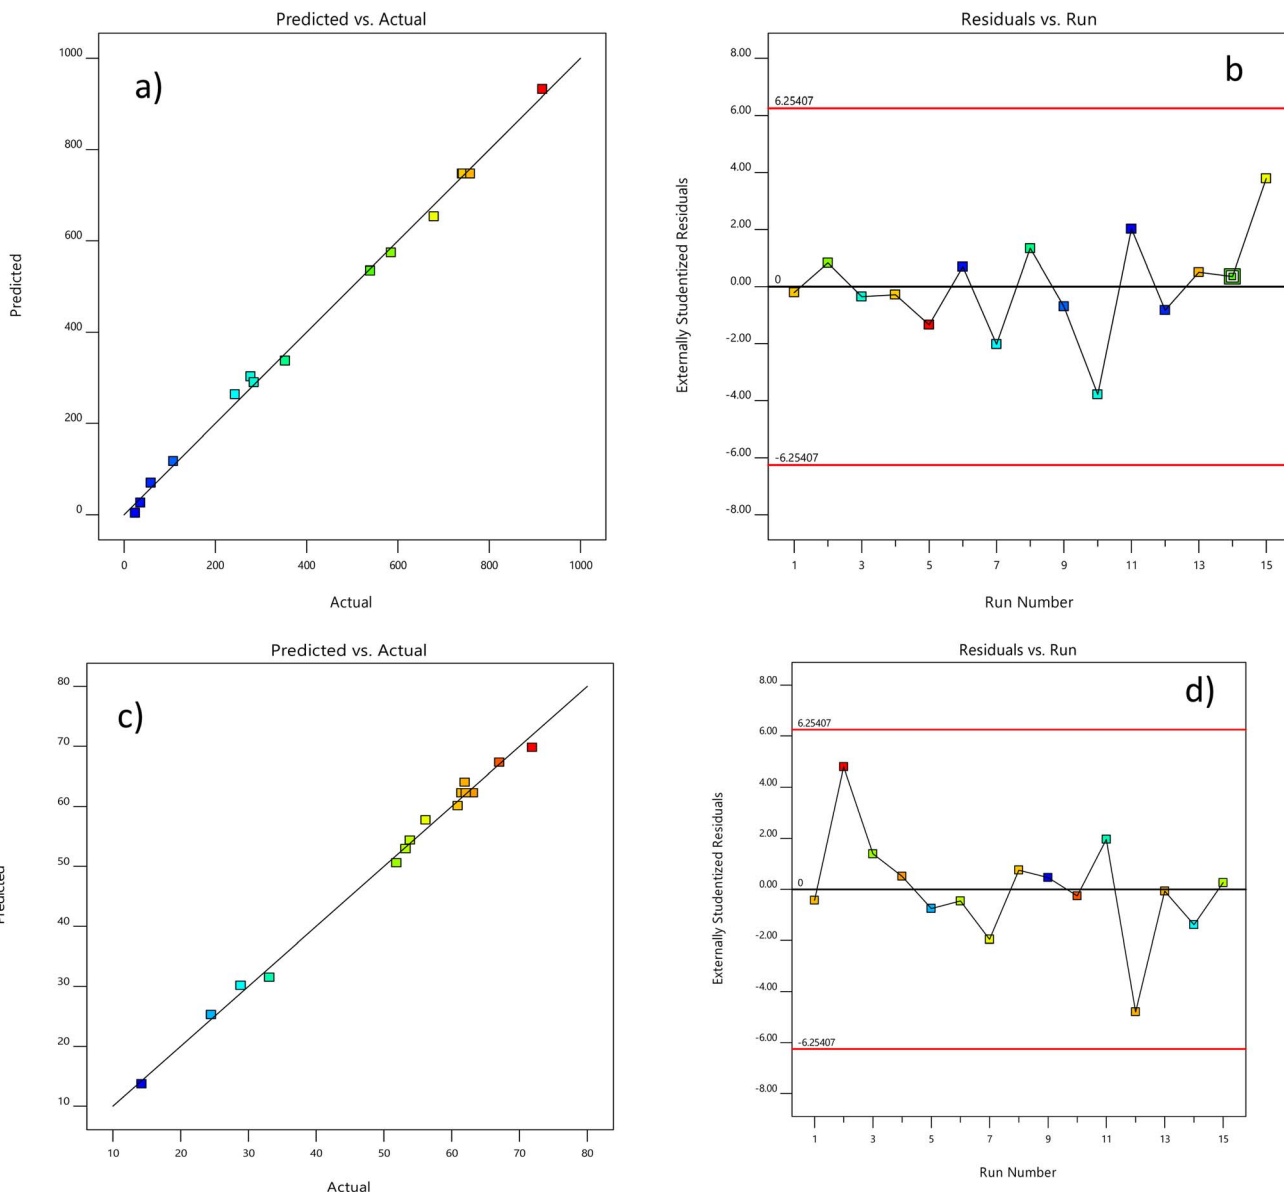 Predicted vs. Actual
a)
1000
800
600
400
200
0
Predicted
0 200 400 600 800 1000
Actual
Residuals vs. Run
b
8.00
6.25407
6.00
4.00
2.00
0.00
0
-2.00
-4.00
-6.00
-6.25407
-8.00
Externally Studentized Residuals
1 3 5 7 9 11 13 15
Run Number
Predicted vs. Actual
c)
80
70
60
50
40
30
20
10
Predicted
10 20 30 40 50 60 70 80
Actual
Residuals vs. Run
d)
8.00
6.25407
6.00
4.00
2.00
0.00
0
-2.00
-4.00
-6.00
-6.25407
-8.00
Externally Studentized Residuals
1 3 5 7 9 11 13 15
Run Number